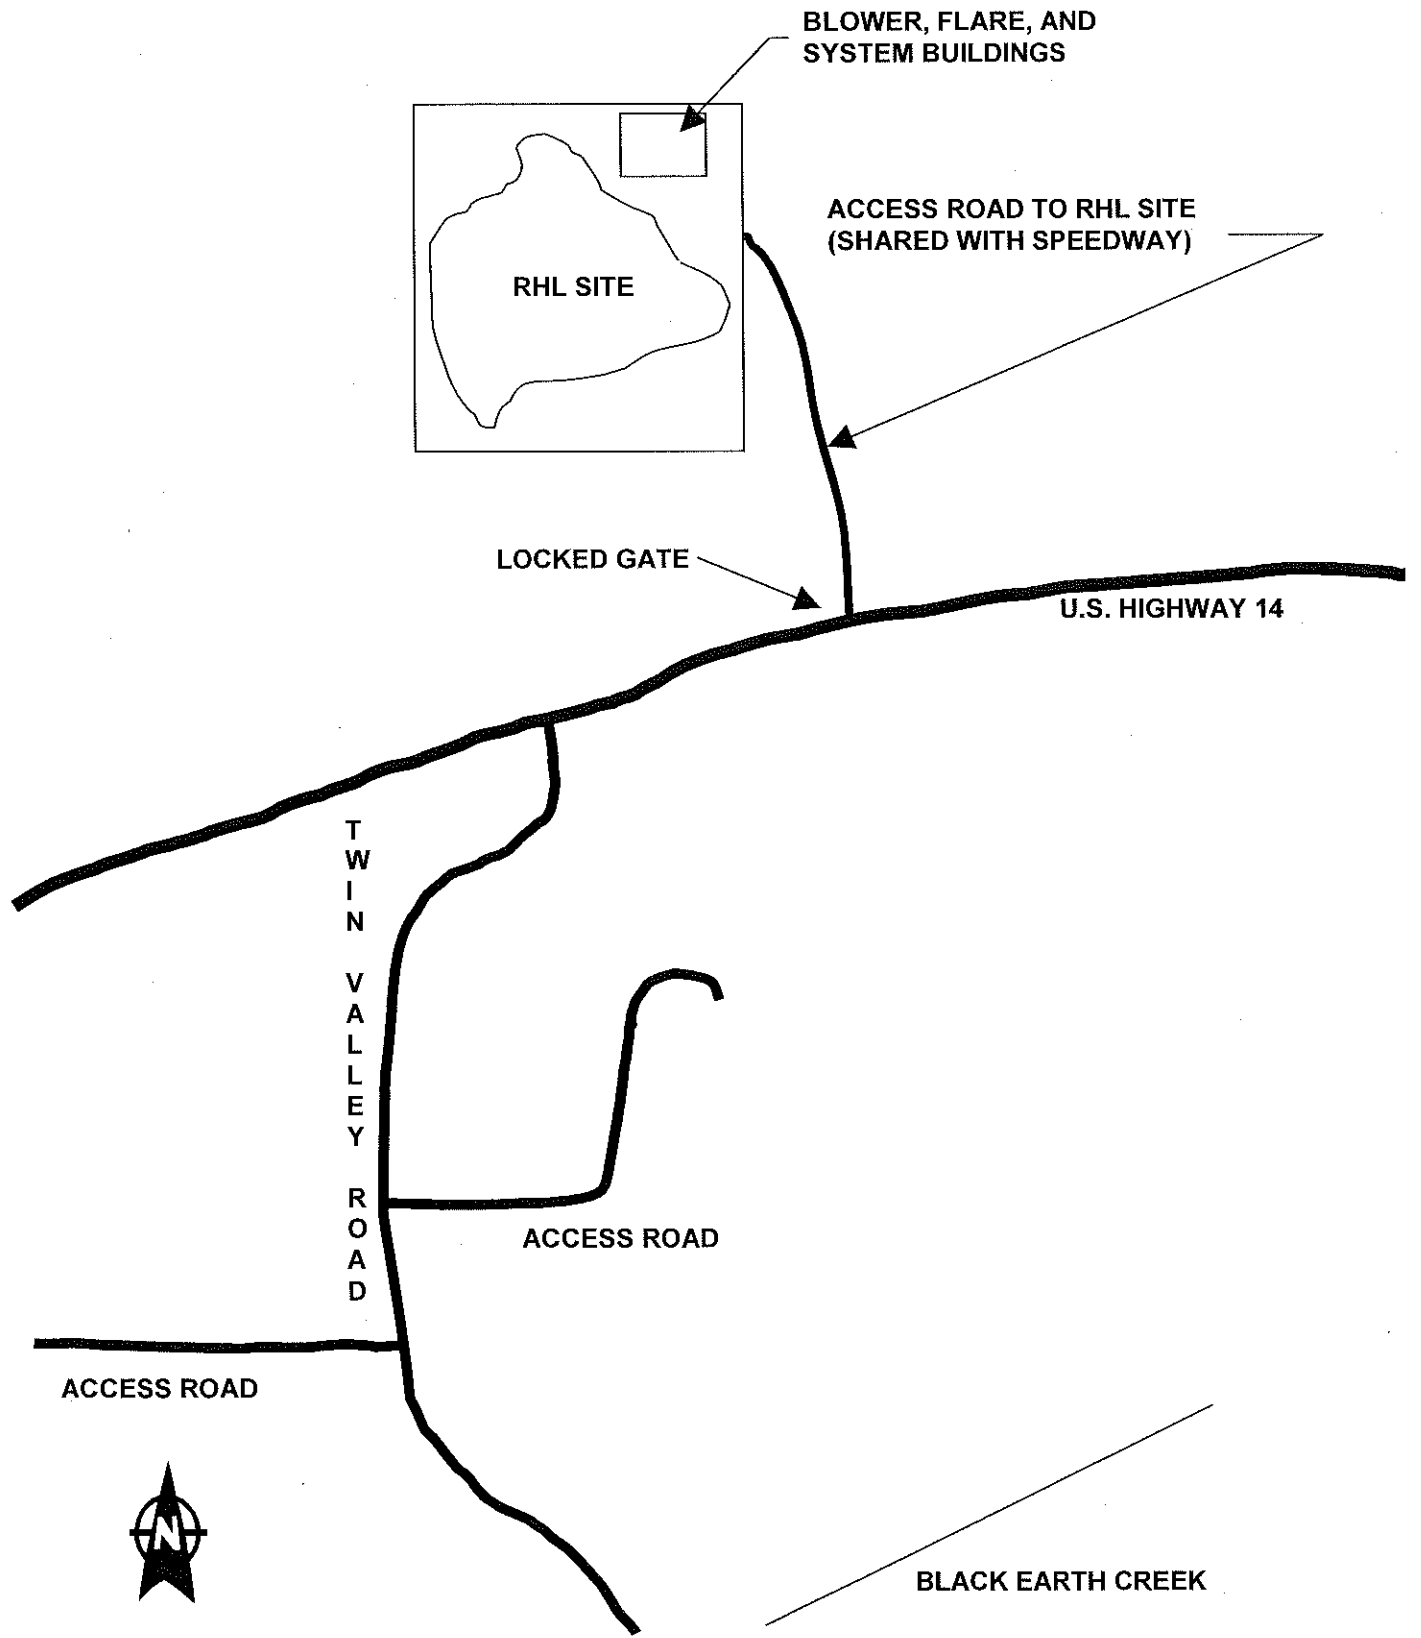 BLOWER, FLARE, AND
SYSTEM BUILDINGS
ACCESS ROAD TO RHL SITE
(SHARED WITH SPEEDWAY)
RHL SITE
LOCKED GATE
U.S. HIGHWAY 14
TWIN VALLEY ROAD
ACCESS ROAD
ACCESS ROAD
N
BLACK EARTH CREEK